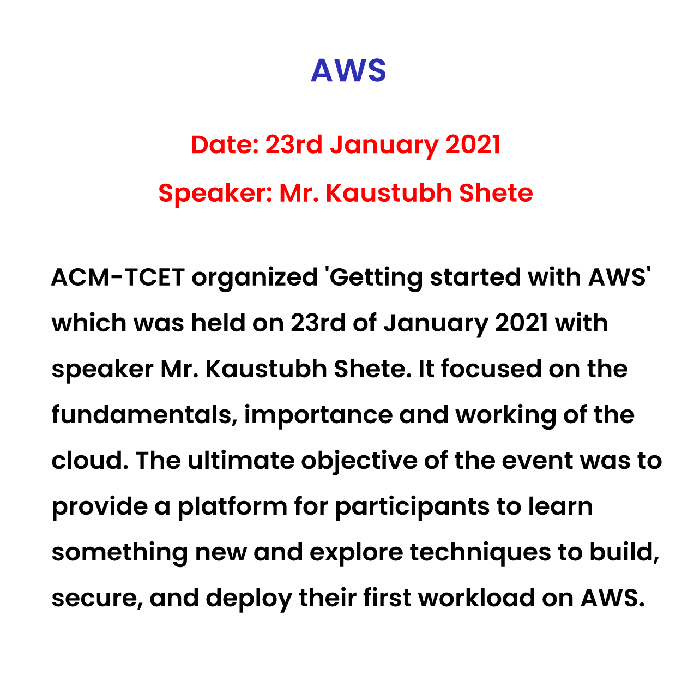 AWS
Date: 23rd January 2021
Speaker: Mr. Kaustubh Shete
ACM-TCET organized 'Getting started with AWS'
which was held on 23rd of January 2021 with
speaker Mr. Kaustubh Shete. It focused on the
fundamentals, importance and working of the
cloud. The ultimate objective of the event was to
provide a platform for participants to learn
something new and explore techniques to build,
secure, and deploy their first workload on AWS.